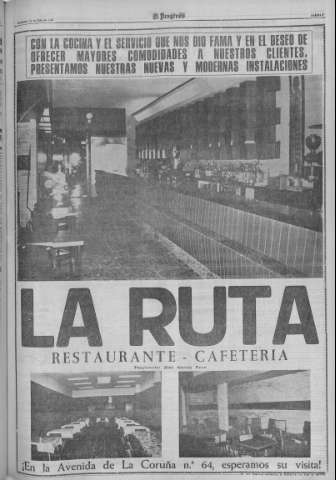 El Progreso
CON LA COCINA Y EL SERVICIO QUE NOS DIO FAMA Y EN EL DESEO DE
OFRECER MAYORES COMODIDADES A NUESTROS CLIENTES,
PRESENTAMOS NUESTRAS NUEVAS Y MODERNAS INSTALACIONES
LA RUTA
RESTAURANTE - CAFETERIA
¡En la Avenida de La Coruña n.° 64, esperamos su visita!